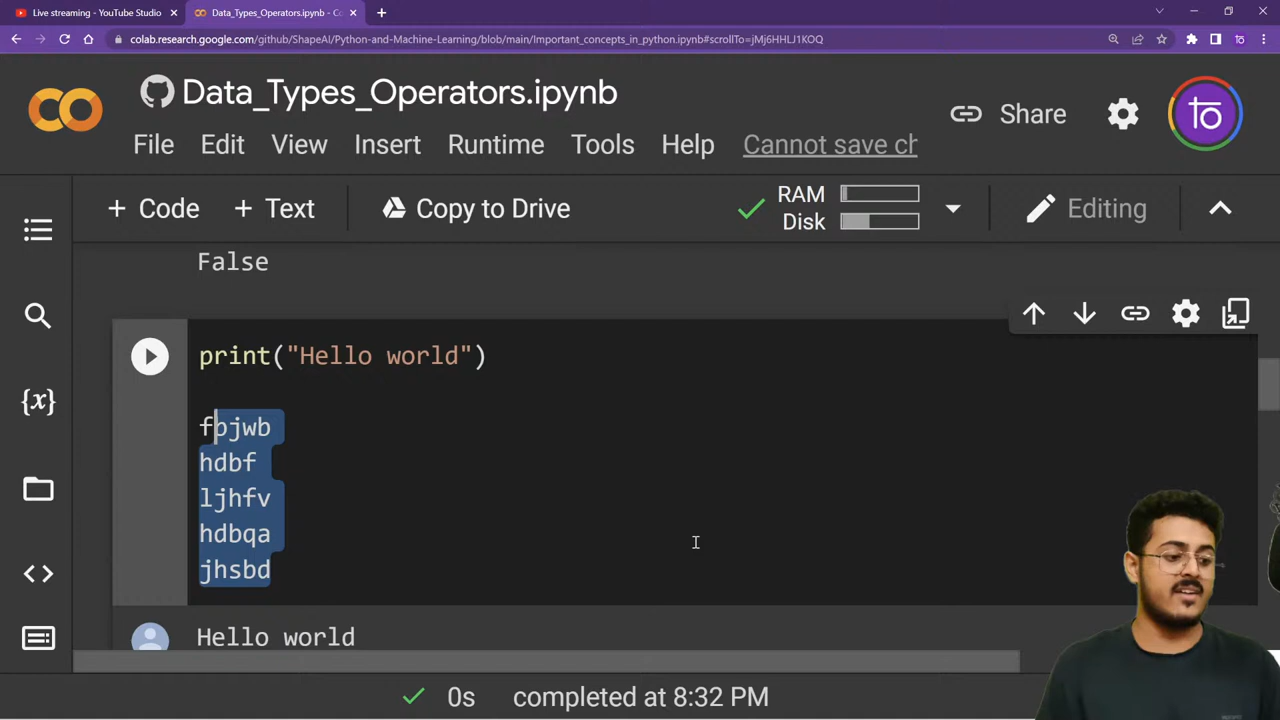 Live streaming - YouTube Studio
Data_Types_Operators.ipynb - Co
colab.research.google.com/github/ShapeAI/Python-and-Machine-Learning/blob/main/Important_concepts_in_python.ipynb#scrollTo=jMj6HHLJ1KOQ
CO
Data_Types_Operators.ipynb
File Edit View Insert Runtime Tools Help Cannot save ch
Share
+ Code + Text Copy to Drive
RAM
Disk
Editing
False
print("Hello world")
fbjwb
hdbf
ljhfv
hdbqa
jhsbd
{x}
Hello world
0s completed at 8:32 PM